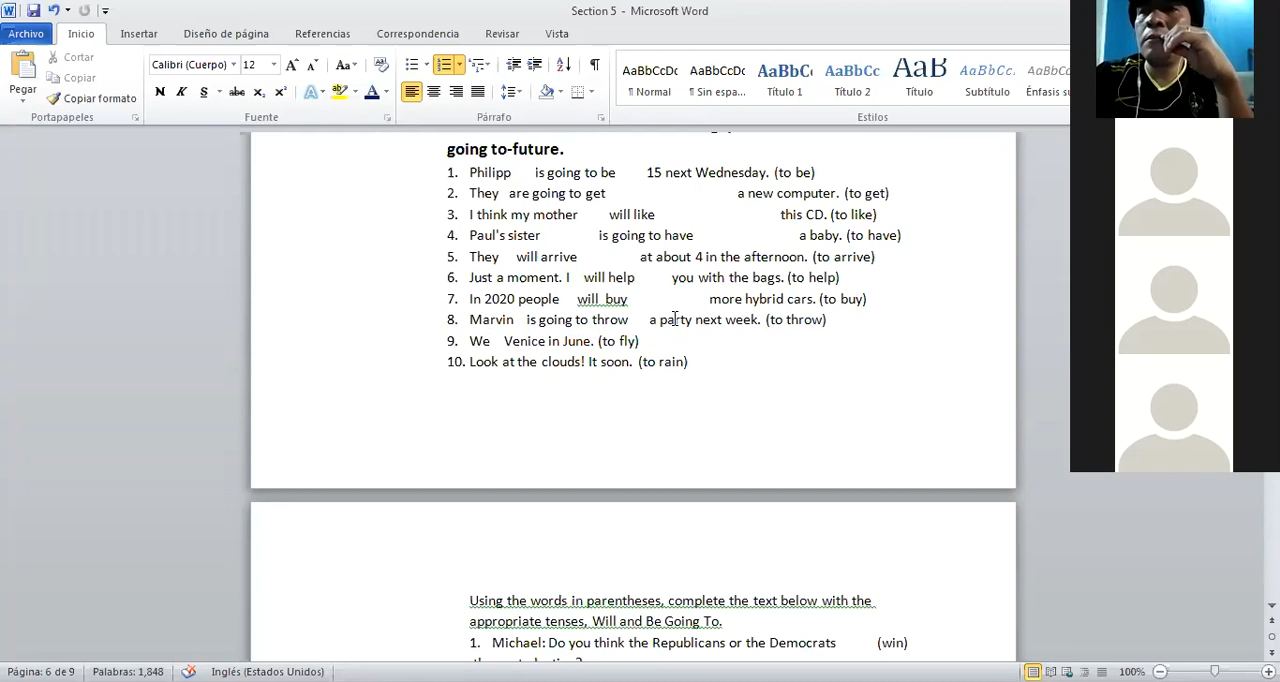 Section 5 - Microsoft Word
Archivo Inicio Insertar Diseño de página Referencias Correspondencia Revisar Vista
Pegar
Cortar
Copiar
Copiar formato
Calibri (Cuerpo) 12
N K S abc x₂ x² A ab A
AaBbCcDc AaBbCcDc AaBbCc AaBbCc AaB AaBbCc. AaBbCcD
¶ Normal ¶ Sin espa... Título 1 Título 2 Título Subtítulo Énfasis su
Portapapeles Fuente Párrafo Estilos
going to-future.
1. Philipp is going to be 15 next Wednesday. (to be)
2. They are going to get a new computer. (to get)
3. I think my mother will like this CD. (to like)
4. Paul's sister is going to have a baby. (to have)
5. They will arrive at about 4 in the afternoon. (to arrive)
6. Just a moment. I will help you with the bags. (to help)
7. In 2020 people will buy more hybrid cars. (to buy)
8. Marvin is going to throw a party next week. (to throw)
9. We Venice in June. (to fly)
10. Look at the clouds! It soon. (to rain)
Using the words in parentheses, complete the text below with the
appropriate tenses, Will and Be Going To.
1. Michael: Do you think the Republicans or the Democrats (win)
Página: 6 de 9 Palabras: 1,848 Inglés (Estados Unidos) 100%